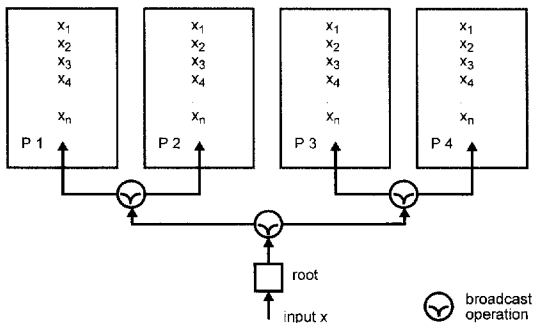 x1
x2
x3
x4
xn
P 1
x1
x2
x3
x4
xn
P 2
x1
x2
x3
x4
xn
P 3
x1
x2
x3
x4
xn
P 4
root
input x
broadcast
operation